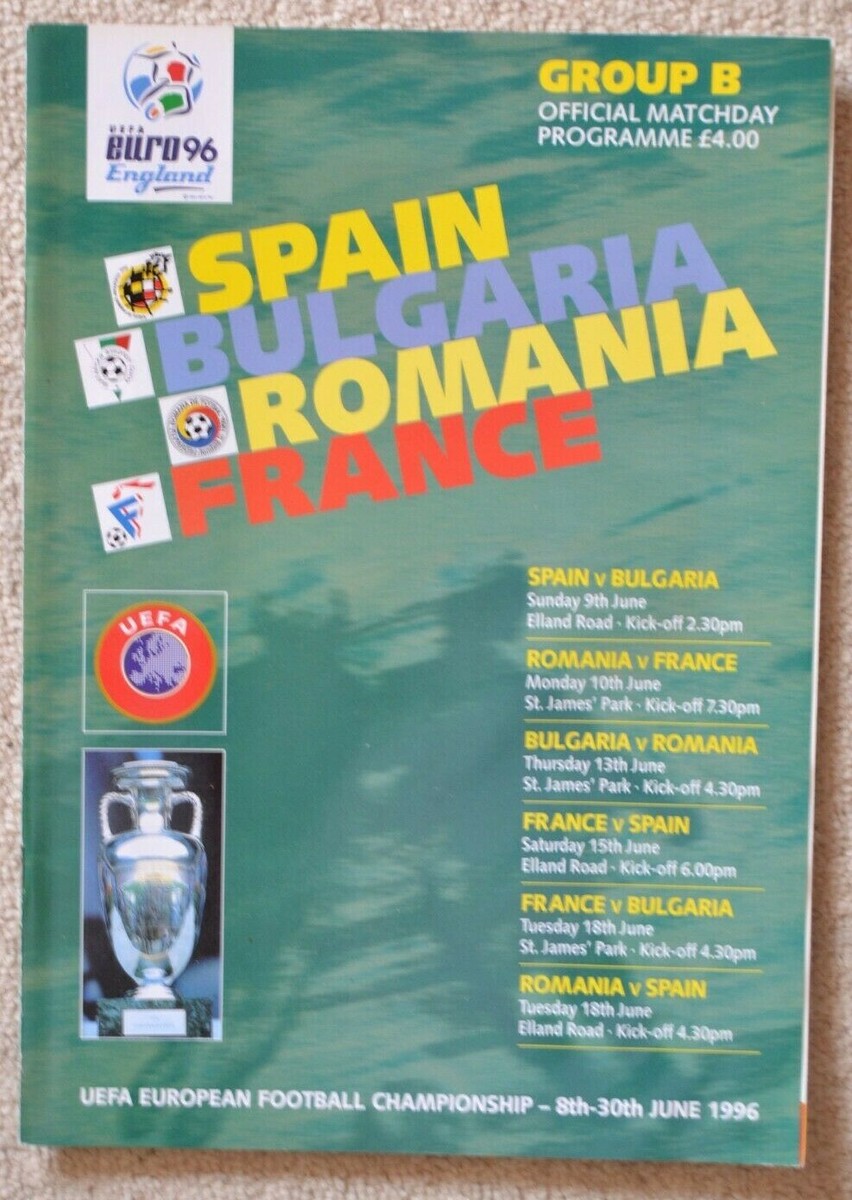 UEFA
euro96
England
GROUP B
OFFICIAL MATCHDAY
PROGRAMME £4.00
SPAIN
BULGARIA
ROMANIA
FRANCE
UEFA
SPAIN v BULGARIA
Sunday 9th June
Elland Road · Kick-off 2.30pm
ROMANIA v FRANCE
Monday 10th June
St. James' Park · Kick-off 7.30pm
BULGARIA v ROMANIA
Thursday 13th June
St. James' Park · Kick-off 4.30pm
FRANCE v SPAIN
Saturday 15th June
Elland Road · Kick-off 6.00pm
FRANCE v BULGARIA
Tuesday 18th June
St. James' Park · Kick-off 4.30pm
ROMANIA v SPAIN
Tuesday 18th June
Elland Road · Kick-off 4.30pm
UEFA EUROPEAN FOOTBALL CHAMPIONSHIP – 8th-30th JUNE 1996